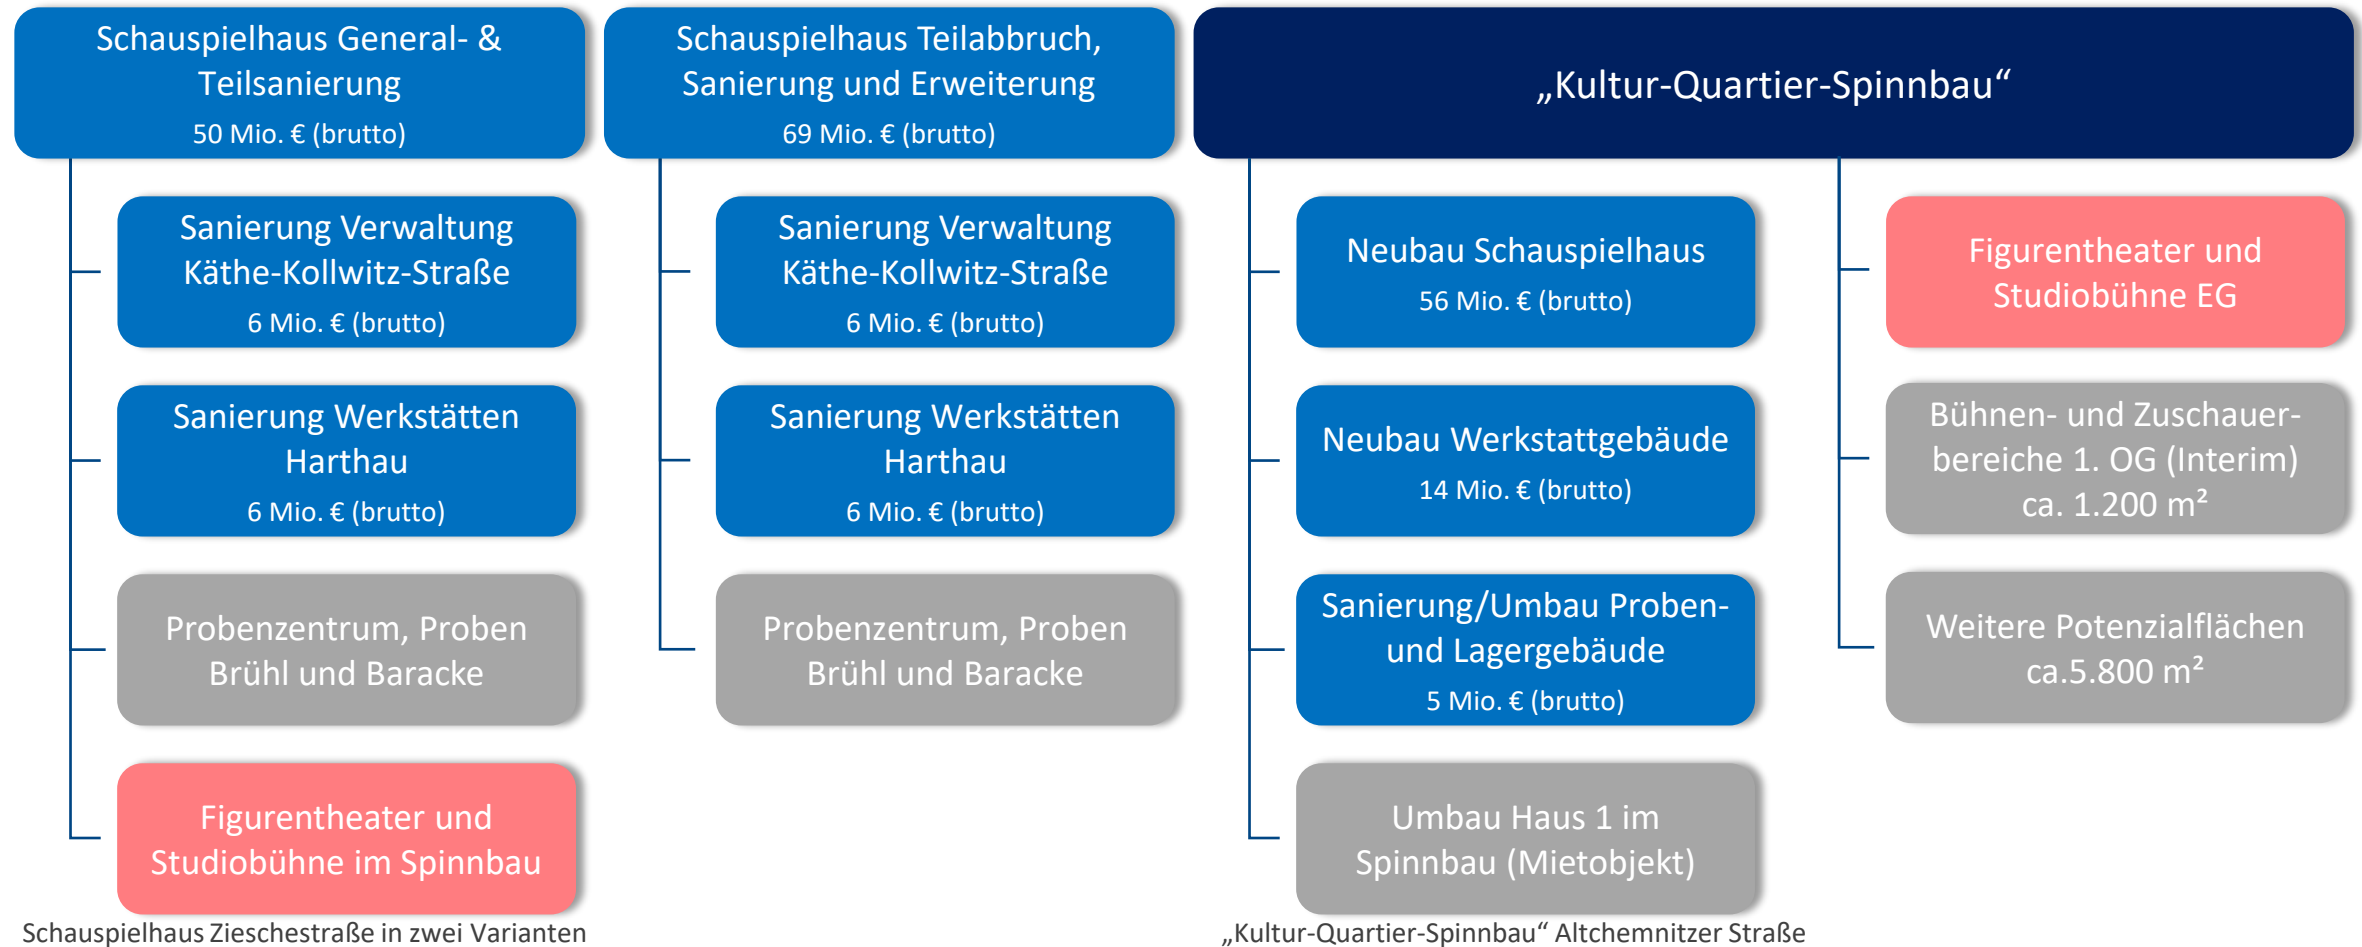 Schauspielhaus General- &
Teilsanierung
50 Mio. € (brutto)
Sanierung Verwaltung
Käthe-Kollwitz-Straße
6 Mio. € (brutto)
Sanierung Werkstätten
Harthau
6 Mio. € (brutto)
Probenzentrum, Proben
Brühl und Baracke
Figurentheater und
Studiobühne im Spinnbau
Schauspielhaus Teilabbruch,
Sanierung und Erweiterung
69 Mio. € (brutto)
Sanierung Verwaltung
Käthe-Kollwitz-Straße
6 Mio. € (brutto)
Sanierung Werkstätten
Harthau
6 Mio. € (brutto)
Probenzentrum, Proben
Brühl und Baracke
Schauspielhaus Zieschestraße in zwei Varianten
„Kultur-Quartier-Spinnbau“
Neubau Schauspielhaus
56 Mio. € (brutto)
Neubau Werkstattgebäude
14 Mio. € (brutto)
Sanierung/Umbau Proben-
und Lagergebäude
5 Mio. € (brutto)
Umbau Haus 1 im
Spinnbau (Mietobjekt)
Figurentheater und
Studiobühne EG
Bühnen- und Zuschauer-
bereiche 1. OG (Interim)
ca. 1.200 m²
Weitere Potenzialflächen
ca.5.800 m²
„Kultur-Quartier-Spinnbau“ Altchemnitzer Straße